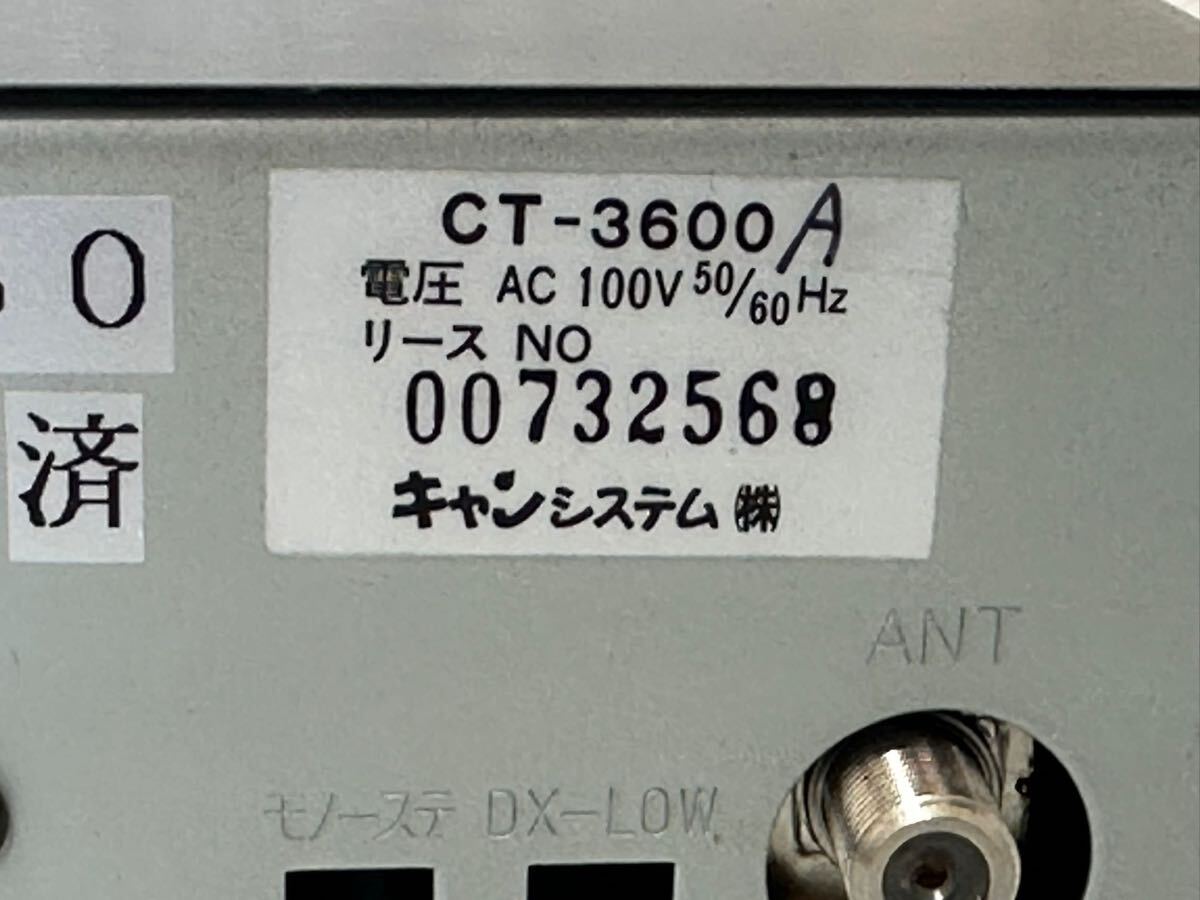 CT-3600A
電圧 AC 100V 50/60 Hz
リース NO
00732568
キャンシステム㈱
0
済
ANT
モノ-ステ DX-LOW